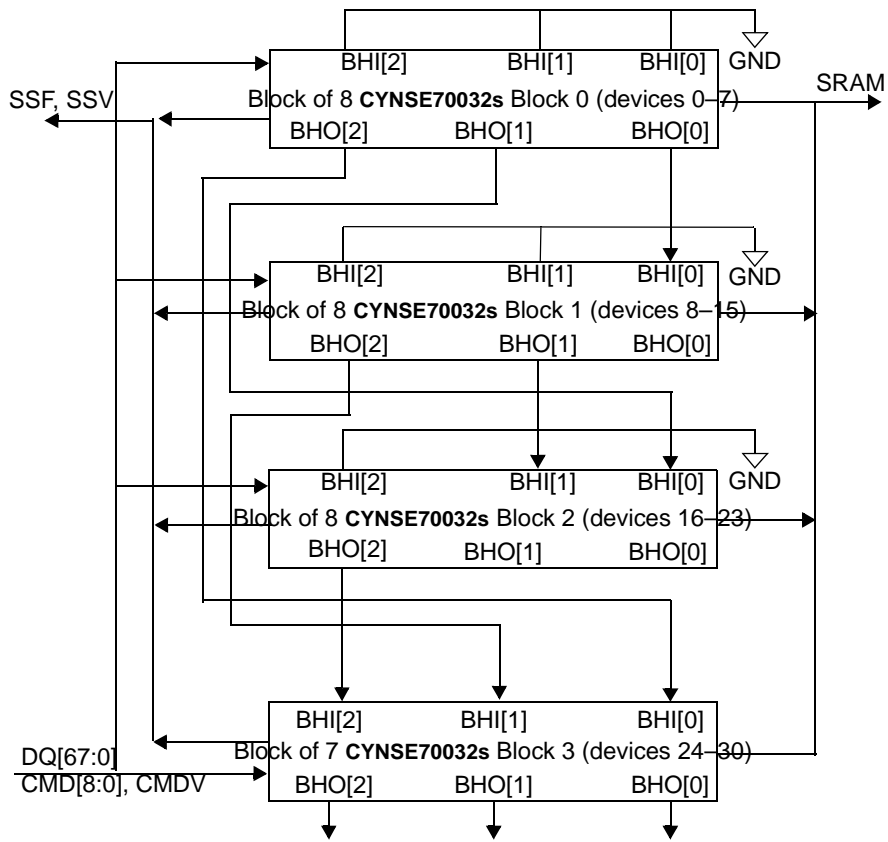 BHI[2] BHI[1] BHI[0] GND
SSF, SSV
SRAM
Block of 8 CYNSE70032s Block 0 (devices 0–7)
BHO[2] BHO[1] BHO[0]
BHI[2] BHI[1] BHI[0] GND
Block of 8 CYNSE70032s Block 1 (devices 8–15)
BHO[2] BHO[1] BHO[0]
BHI[2] BHI[1] BHI[0] GND
Block of 8 CYNSE70032s Block 2 (devices 16–23)
BHO[2] BHO[1] BHO[0]
BHI[2] BHI[1] BHI[0]
DQ[67:0]
Block of 7 CYNSE70032s Block 3 (devices 24–30)
CMD[8:0], CMDV
BHO[2] BHO[1] BHO[0]